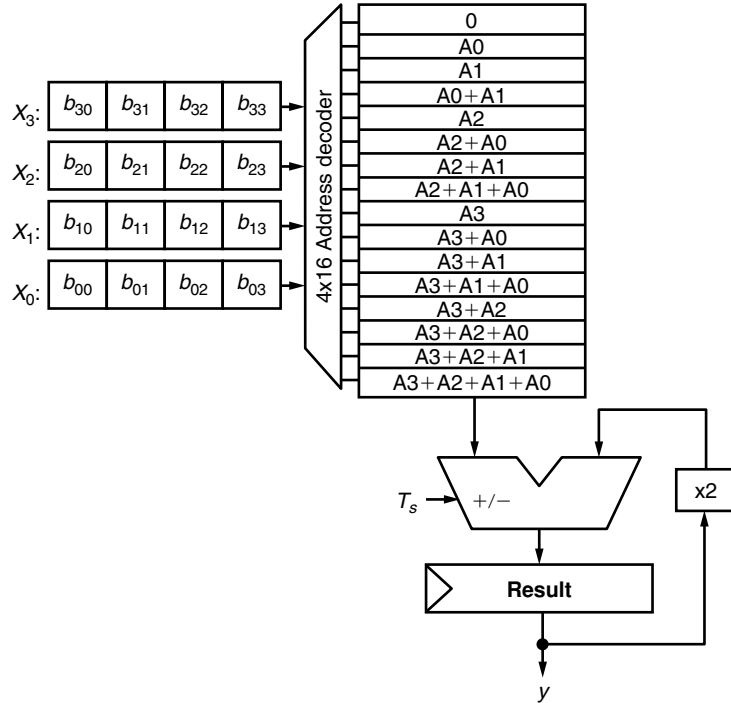 0
A0
A1
A0+A1
A2
A2+A0
A2+A1
A2+A1+A0
A3
A3+A0
A3+A1
A3+A1+A0
A3+A2
A3+A2+A0
A3+A2+A1
A3+A2+A1+A0
X3: b30 b31 b32 b33
X2: b20 b21 b22 b23
X1: b10 b11 b12 b13
X0: b00 b01 b02 b03
4x16 Address decoder
Ts +/−
x2
Result
y